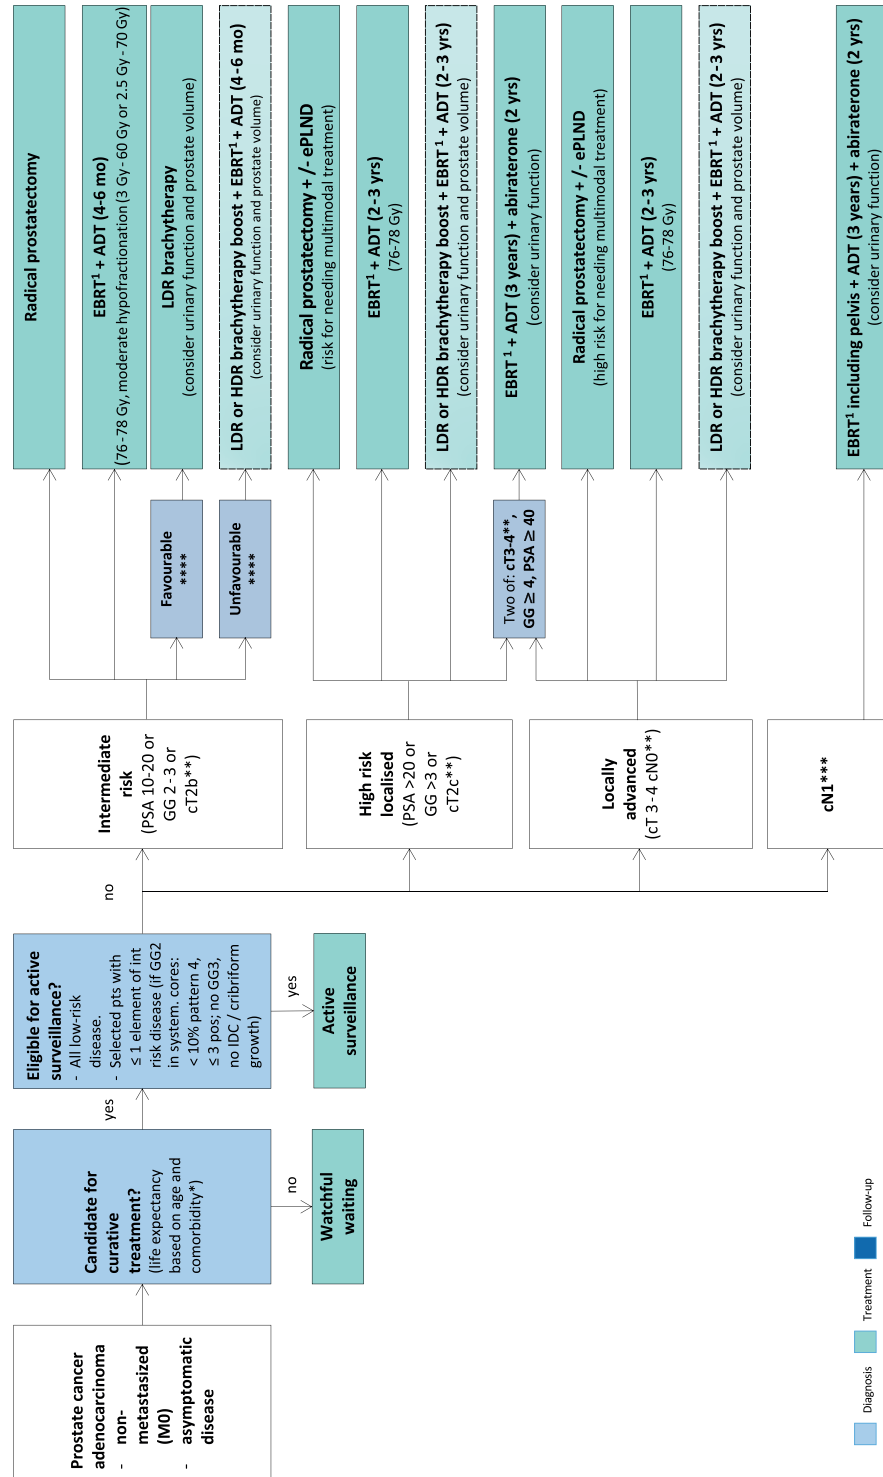 Prostate cancer
adenocarcinoma
- non-
metastasized
(M0)
- asymptomatic
disease
Candidate for
curative
treatment?
(life expectancy
based on age and
comorbidity*)
no
Watchful
waiting
yes
Eligible for active
surveillance?
- All low-risk
disease.
- Selected pts with
≤ 1 element of int
risk disease (if GG2
in system. cores:
< 10% pattern 4,
≤ 3 pos; no GG3,
no IDC / cribriform
growth)
yes
Active
surveillance
no
Intermediate
risk
(PSA 10-20 or
GG 2 - 3 or
cT2b**)
High risk
localised
(PSA >20 or
GG >3 or
cT2c**)
Locally
advanced
(cT 3 - 4 cN0**)
cN1***
Favourable
****
Unfavourable
****
Two of: cT3-4**,
GG ≥ 4, PSA ≥ 40
Radical prostatectomy
EBRT¹ + ADT (4-6 mo)
(76 -78 Gy, moderate hypofractionation (3 Gy - 60 Gy or 2.5 Gy - 70 Gy)
LDR brachytherapy
(consider urinary function and prostate volume)
LDR or HDR brachytherapy boost + EBRT¹ + ADT (4 -6 mo)
(consider urinary function and prostate volume)
Radical prostatectomy + /- ePLND
(risk for needing multimodal treatment)
EBRT¹ + ADT (2 - 3 yrs)
(76-78 Gy)
LDR or HDR brachytherapy boost + EBRT¹ + ADT (2 -3 yrs)
(consider urinary function and prostate volume)
EBRT¹ + ADT (3 years) + abiraterone (2 yrs)
(consider urinary function)
Radical prostatectomy + /- ePLND
(high risk for needing multimodal treatment)
EBRT¹ + ADT (2 - 3 yrs)
(76-78 Gy)
LDR or HDR brachytherapy boost + EBRT¹ + ADT (2 -3 yrs)
(consider urinary function and prostate volume)
EBRT¹ including pelvis + ADT (3 years) + abiraterone (2 yrs)
(consider urinary function)
Diagnosis
Treatment
Follow-up